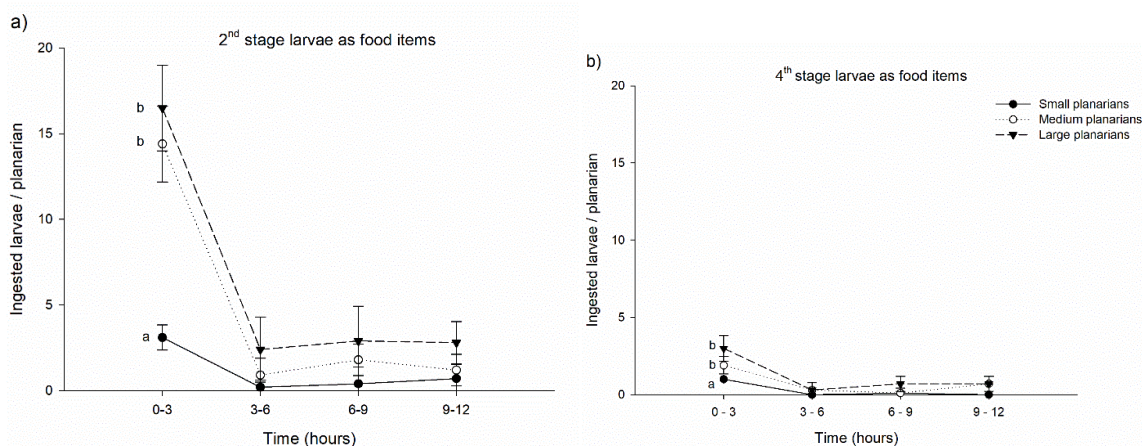 a)
2nd stage larvae as food items
20
15
10
5
0
Ingested larvae / planarian
b
b
a
0-3
3-6
6-9
9-12
Time (hours)
b)
4th stage larvae as food items
20
15
10
5
0
Ingested larvae / planarian
Small planarians
Medium planarians
Large planarians
b
b
a
0 - 3
3 - 6
6 - 9
9 - 12
Time (hours)